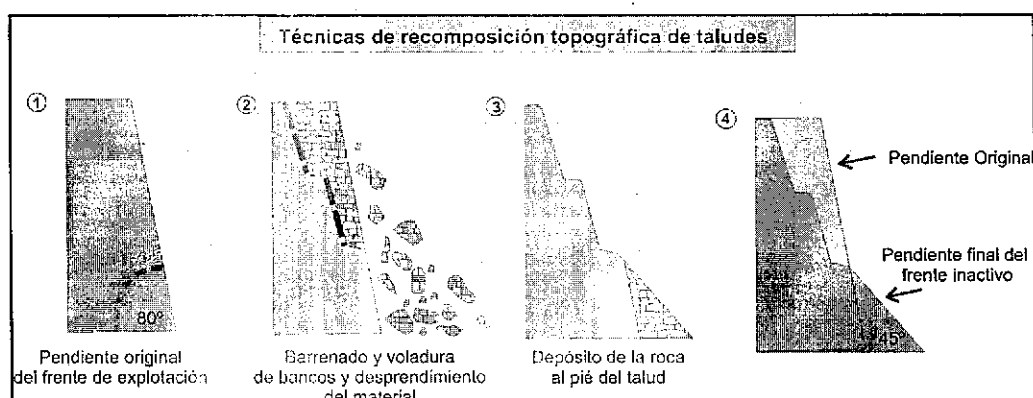 Técnicas de recomposición topográfica de taludes
1
2
3
4
80°
45°
Pendiente Original
Pendiente final del
frente inactivo
Pendiente original
del frente de explotación
Barrenado y voladura
de bancos y desprendimiento
del material
Depósito de la roca
al pié del talud